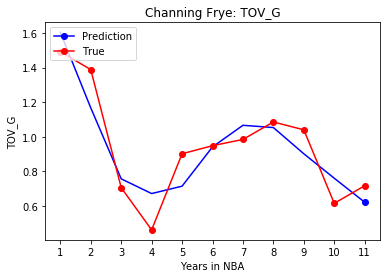 Channing Frye: TOV_G
Prediction
True
1.6
1.4
1.2
1.0
0.8
0.6
TOV_G
1 2 3 4 5 6 7 8 9 10 11
Years in NBA